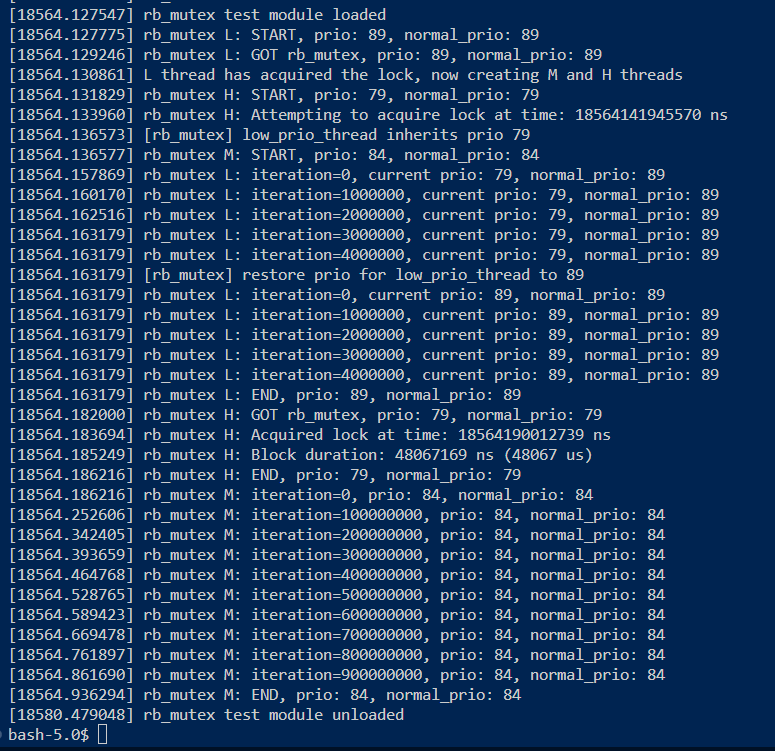 [18564.127547] rb_mutex test module loaded
[18564.127775] rb_mutex L: START, prio: 89, normal_prio: 89
[18564.129246] rb_mutex L: GOT rb_mutex, prio: 89, normal_prio: 89
[18564.130861] L thread has acquired the lock, now creating M and H threads
[18564.131829] rb_mutex H: START, prio: 79, normal_prio: 79
[18564.133960] rb_mutex H: Attempting to acquire lock at time: 18564141945570 ns
[18564.136573] [rb_mutex] low_prio_thread inherits prio 79
[18564.136577] rb_mutex M: START, prio: 84, normal_prio: 84
[18564.157869] rb_mutex L: iteration=0, current prio: 79, normal_prio: 89
[18564.160170] rb_mutex L: iteration=1000000, current prio: 79, normal_prio: 89
[18564.162516] rb_mutex L: iteration=2000000, current prio: 79, normal_prio: 89
[18564.163179] rb_mutex L: iteration=3000000, current prio: 79, normal_prio: 89
[18564.163179] rb_mutex L: iteration=4000000, current prio: 79, normal_prio: 89
[18564.163179] [rb_mutex] restore prio for low_prio_thread to 89
[18564.163179] rb_mutex L: iteration=0, current prio: 89, normal_prio: 89
[18564.163179] rb_mutex L: iteration=1000000, current prio: 89, normal_prio: 89
[18564.163179] rb_mutex L: iteration=2000000, current prio: 89, normal_prio: 89
[18564.163179] rb_mutex L: iteration=3000000, current prio: 89, normal_prio: 89
[18564.163179] rb_mutex L: iteration=4000000, current prio: 89, normal_prio: 89
[18564.163179] rb_mutex L: END, prio: 89, normal_prio: 89
[18564.182000] rb_mutex H: GOT rb_mutex, prio: 79, normal_prio: 79
[18564.183694] rb_mutex H: Acquired lock at time: 18564190012739 ns
[18564.185249] rb_mutex H: Block duration: 48067169 ns (48067 us)
[18564.186216] rb_mutex H: END, prio: 79, normal_prio: 79
[18564.186216] rb_mutex M: iteration=0, prio: 84, normal_prio: 84
[18564.252606] rb_mutex M: iteration=100000000, prio: 84, normal_prio: 84
[18564.342405] rb_mutex M: iteration=200000000, prio: 84, normal_prio: 84
[18564.393659] rb_mutex M: iteration=300000000, prio: 84, normal_prio: 84
[18564.464768] rb_mutex M: iteration=400000000, prio: 84, normal_prio: 84
[18564.528765] rb_mutex M: iteration=500000000, prio: 84, normal_prio: 84
[18564.589423] rb_mutex M: iteration=600000000, prio: 84, normal_prio: 84
[18564.669478] rb_mutex M: iteration=700000000, prio: 84, normal_prio: 84
[18564.761897] rb_mutex M: iteration=800000000, prio: 84, normal_prio: 84
[18564.861690] rb_mutex M: iteration=900000000, prio: 84, normal_prio: 84
[18564.936294] rb_mutex M: END, prio: 84, normal_prio: 84
[18580.479048] rb_mutex test module unloaded
bash-5.0$